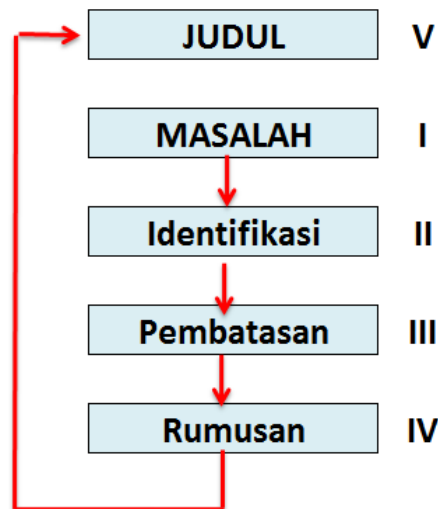 JUDUL V
MASALAH I
Identifikasi II
Pembatasan III
Rumusan IV